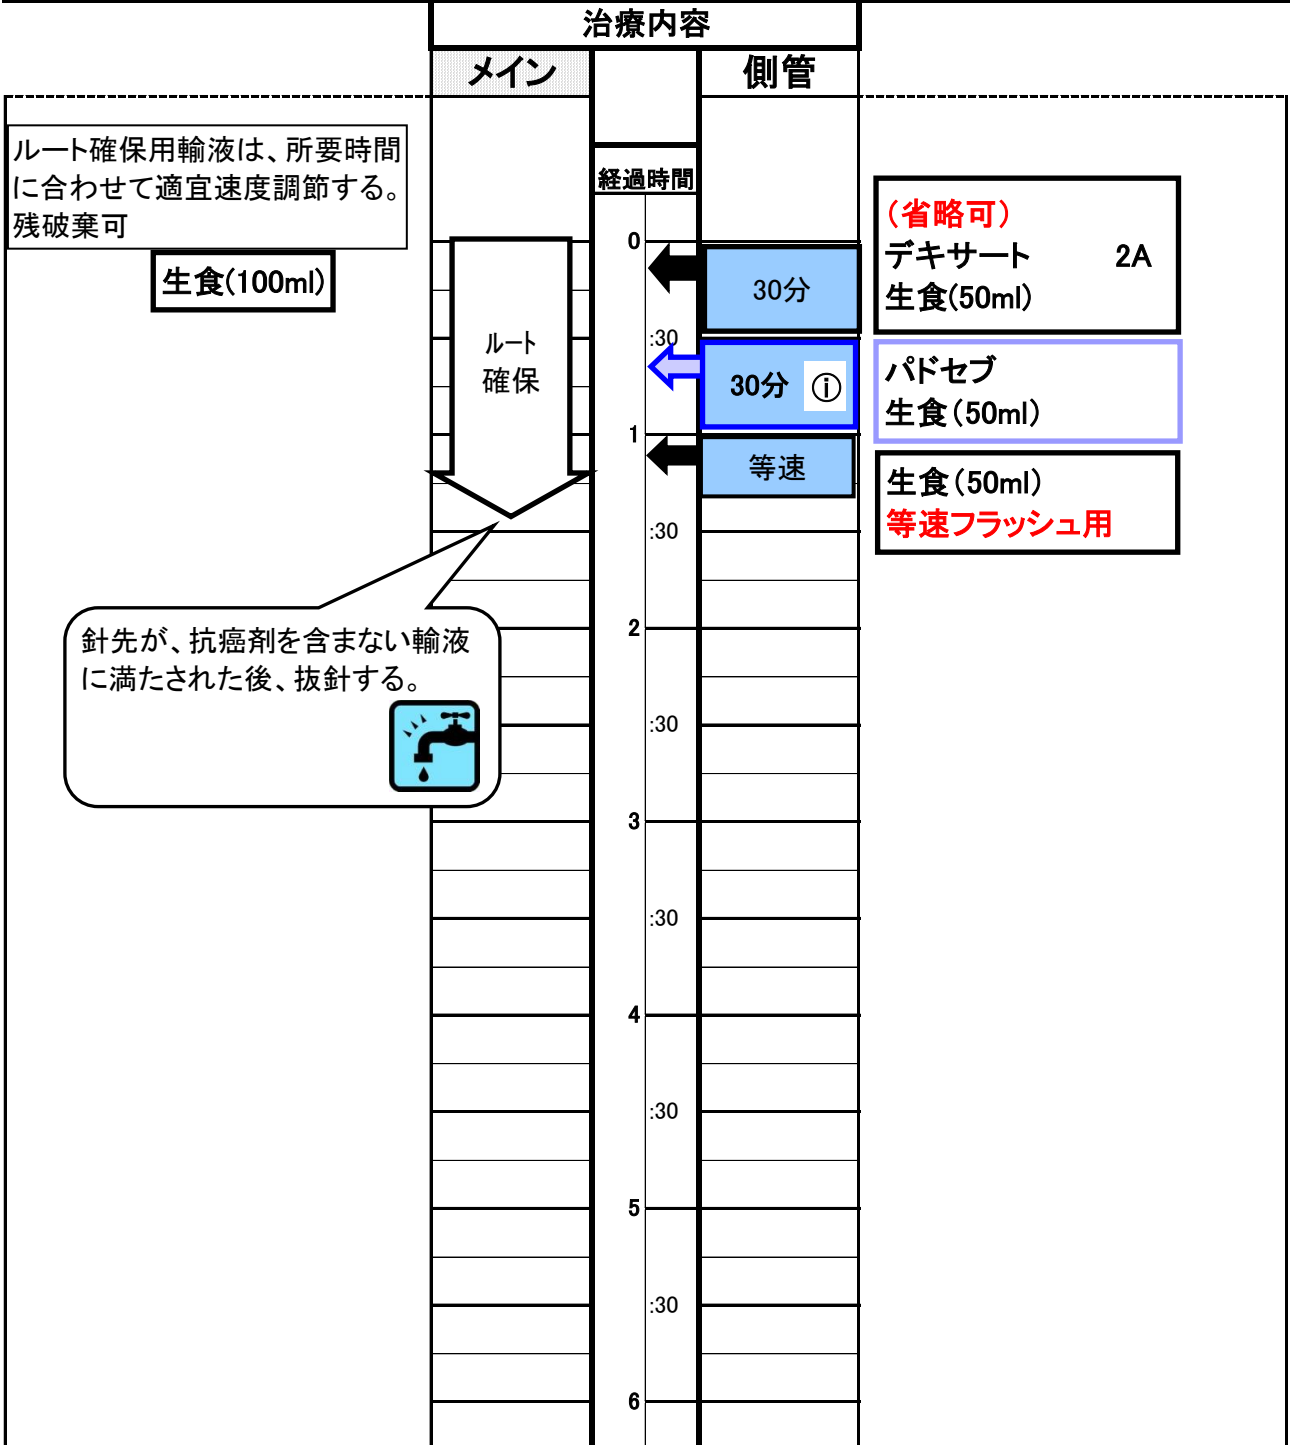 治療内容
メイン
側管
ルート確保用輸液は、所要時間
に合わせて適宜速度調節する。
残破棄可
生食(100ml)
経過時間
0
:30
1
:30
2
:30
3
:30
4
:30
5
:30
6
ルート
確保
30分
30分 ⓘ
等速
（省略可）
デキサート 2A
生食(50ml)
パドセブ
生食(50ml)
生食(50ml)
等速フラッシュ用
針先が、抗癌剤を含まない輸液
に満たされた後、抜針する。